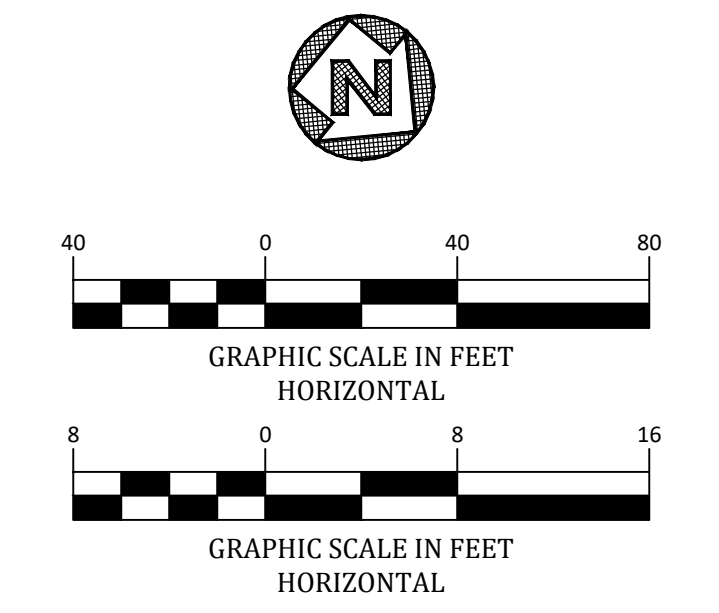 N
40 0 40 80
GRAPHIC SCALE IN FEET
HORIZONTAL
8 0 8 16
GRAPHIC SCALE IN FEET
HORIZONTAL